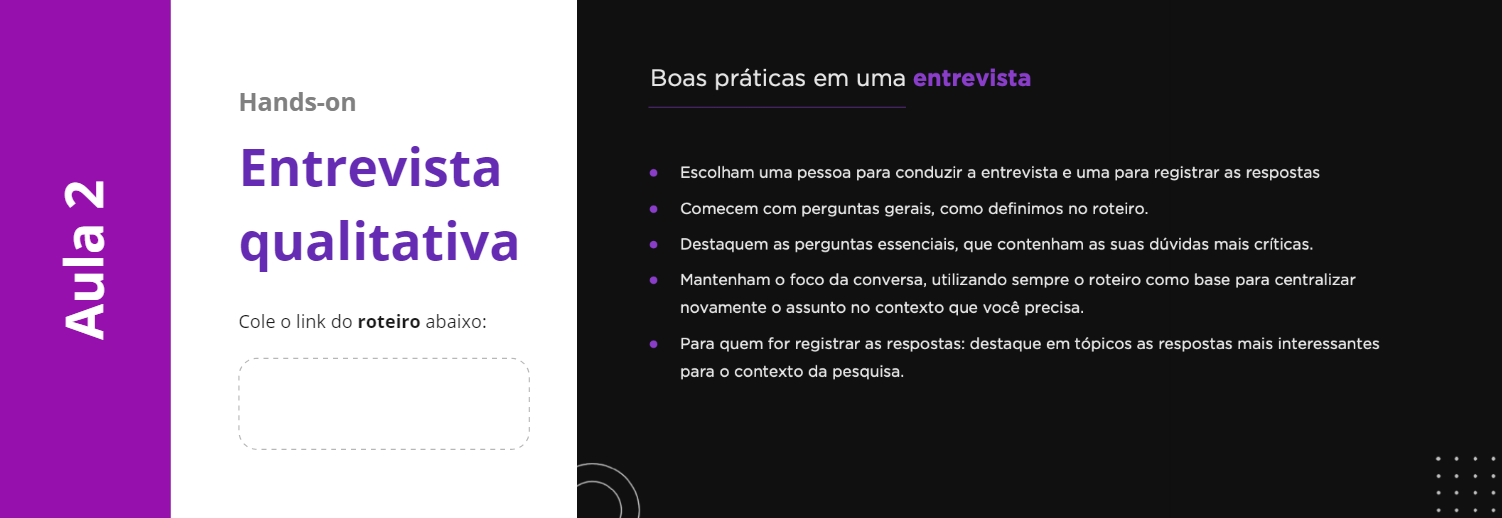 Aula 2
Hands-on
Entrevista
qualitativa
Cole o link do roteiro abaixo:
Boas práticas em uma entrevista
Escolham uma pessoa para conduzir a entrevista e uma para registrar as respostas
Comecem com perguntas gerais, como definimos no roteiro.
Destaquem as perguntas essenciais, que contenham as suas dúvidas mais críticas.
Mantenham o foco da conversa, utilizando sempre o roteiro como base para centralizar
novamente o assunto no contexto que você precisa.
Para quem for registrar as respostas: destaque em tópicos as respostas mais interessantes
para o contexto da pesquisa.